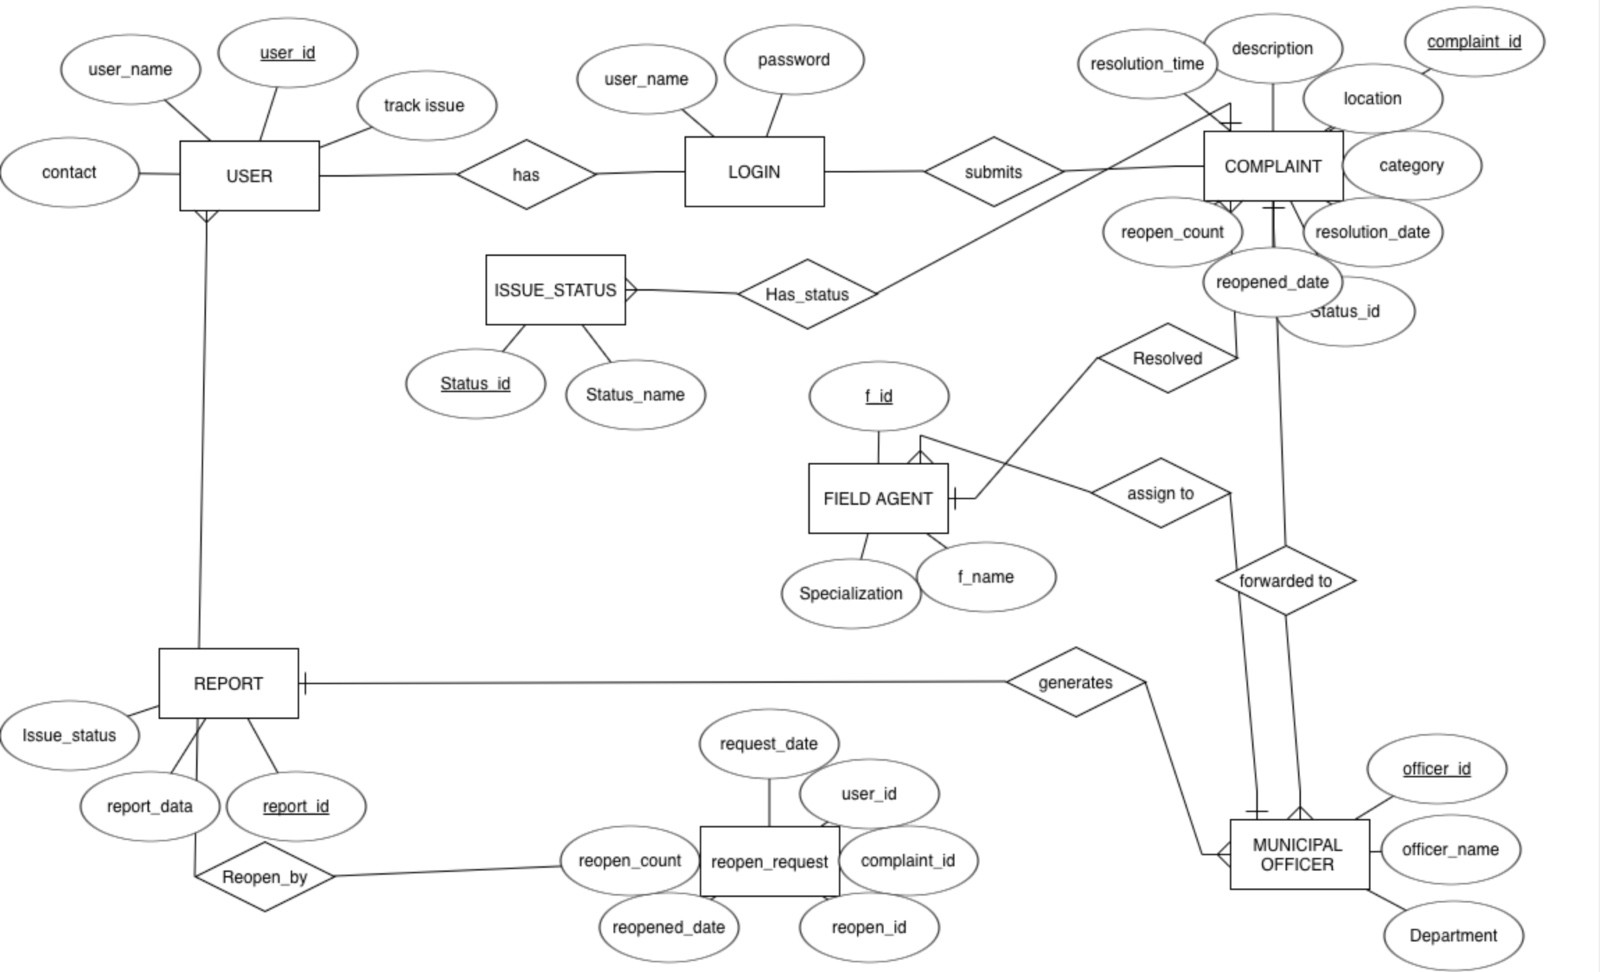 complaint_id
user_id
description
password
resolution_time
user_name
user_name
location
track issue
category
contact
USER
has
LOGIN
submits
COMPLAINT
reopen_count
resolution_date
ISSUE_STATUS
Has_status
reopened_date
Status_id
Resolved
Status_id
Status_name
f_id
FIELD AGENT
assign to
Specialization
f_name
forwarded to
REPORT
generates
Issue_status
request_date
officer_id
report_data
report_id
user_id
officer_name
reopen_count
reopen_request
complaint_id
MUNICIPAL
OFFICER
Reopen_by
reopened_date
reopen_id
Department